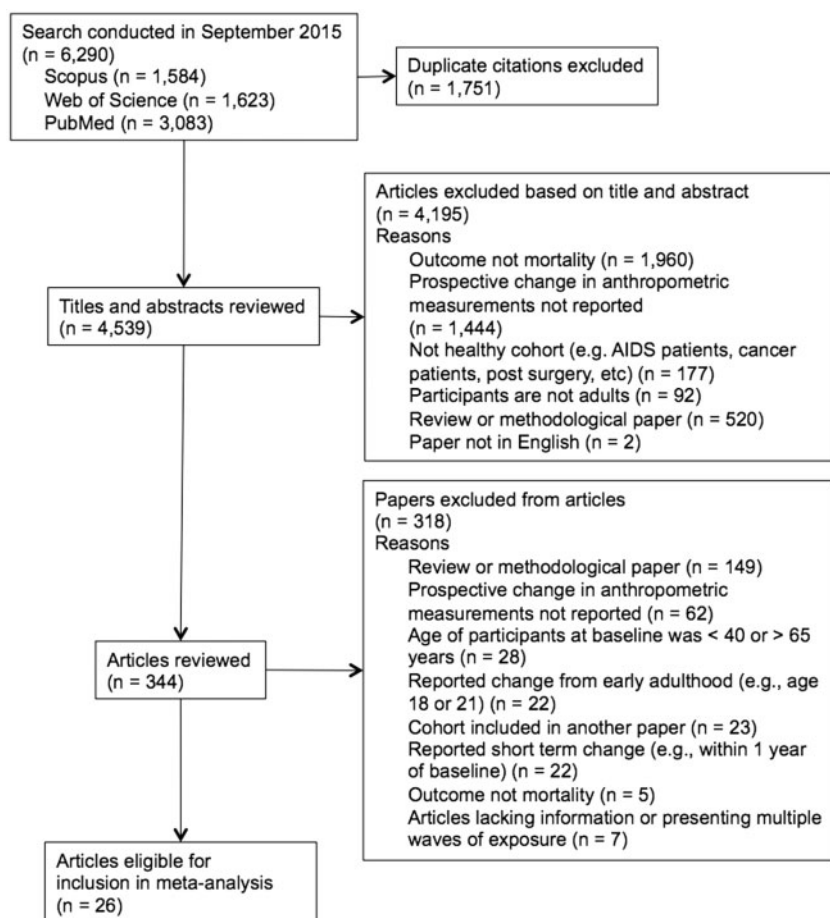 Search conducted in September 2015
(n = 6,290)
Scopus (n = 1,584)
Web of Science (n = 1,623)
PubMed (n = 3,083)
Duplicate citations excluded
(n = 1,751)
Articles excluded based on title and abstract
(n = 4,195)
Reasons
Outcome not mortality (n = 1,960)
Prospective change in anthropometric
measurements not reported
(n = 1,444)
Not healthy cohort (e.g. AIDS patients, cancer
patients, post surgery, etc) (n = 177)
Participants are not adults (n = 92)
Review or methodological paper (n = 520)
Paper not in English (n = 2)
Titles and abstracts reviewed
(n = 4,539)
Papers excluded from articles
(n = 318)
Reasons
Review or methodological paper (n = 149)
Prospective change in anthropometric
measurements not reported (n = 62)
Age of participants at baseline was < 40 or > 65
years (n = 28)
Reported change from early adulthood (e.g., age
18 or 21) (n = 22)
Cohort included in another paper (n = 23)
Reported short term change (e.g., within 1 year
of baseline) (n = 22)
Outcome not mortality (n = 5)
Articles lacking information or presenting multiple
waves of exposure (n = 7)
Articles reviewed
(n = 344)
Articles eligible for
inclusion in meta-analysis
(n = 26)